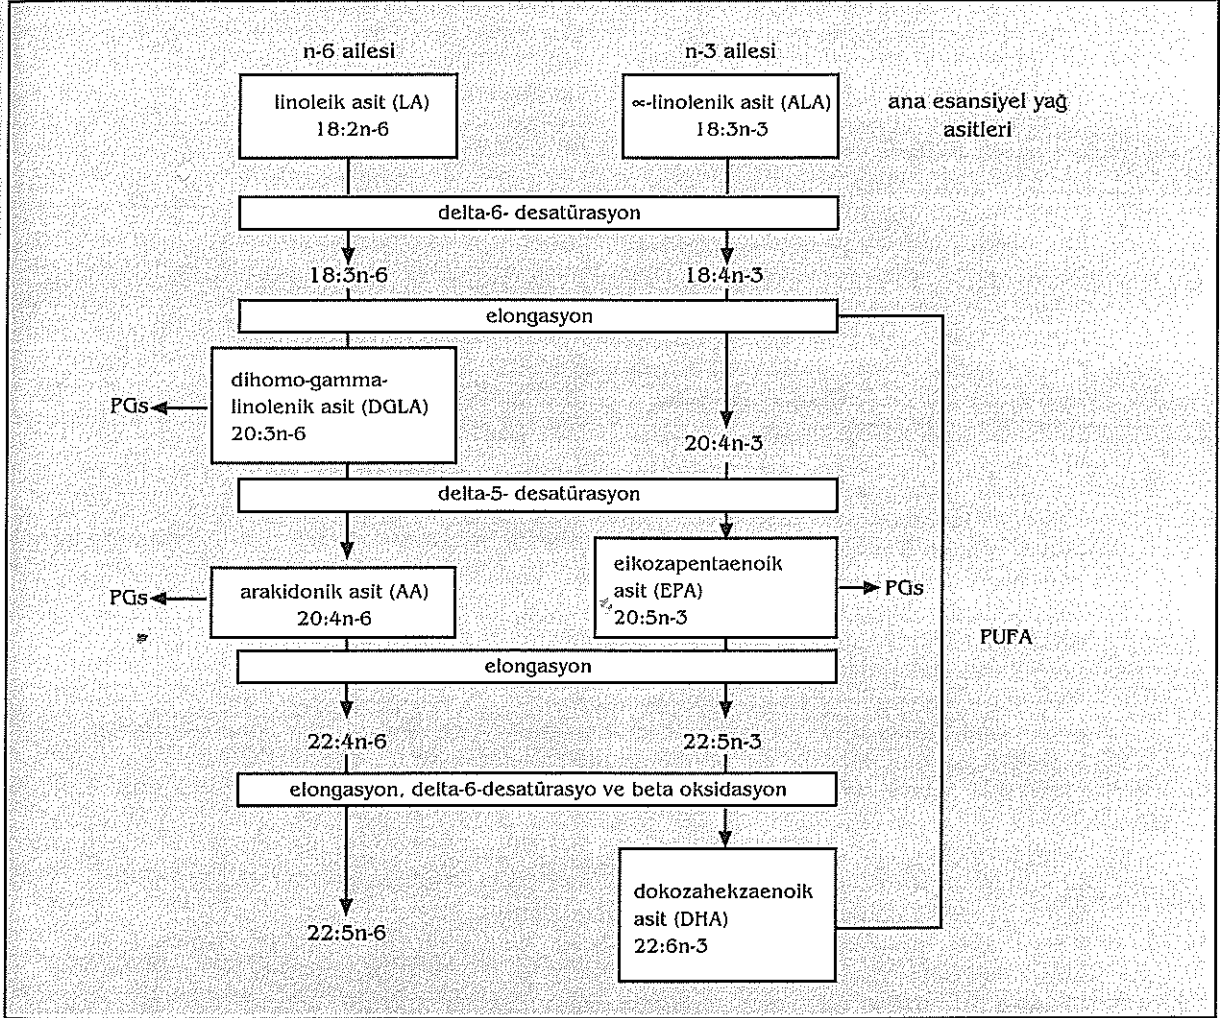 n-6 ailesi
n-3 ailesi
linoleik asit (LA)
18:2n-6
∝-linolenik asit (ALA)
18:3n-3
ana esansiyel yağ
asitleri
delta-6- desatürasyon
18:3n-6
18:4n-3
elongasyon
dihomo-gamma-
linolenik asit (DGLA)
20:3n-6
PGs
20:4n-3
delta-5- desatürasyon
arakidonik asit (AA)
20:4n-6
PGs
eikozapentaenoik
asit (EPA)
20:5n-3
PGs
PUFA
elongasyon
22:4n-6
22:5n-3
elongasyon, delta-6-desatürasyo ve beta oksidasyon
22:5n-6
dokozahekzaenoik
asit (DHA)
22:6n-3